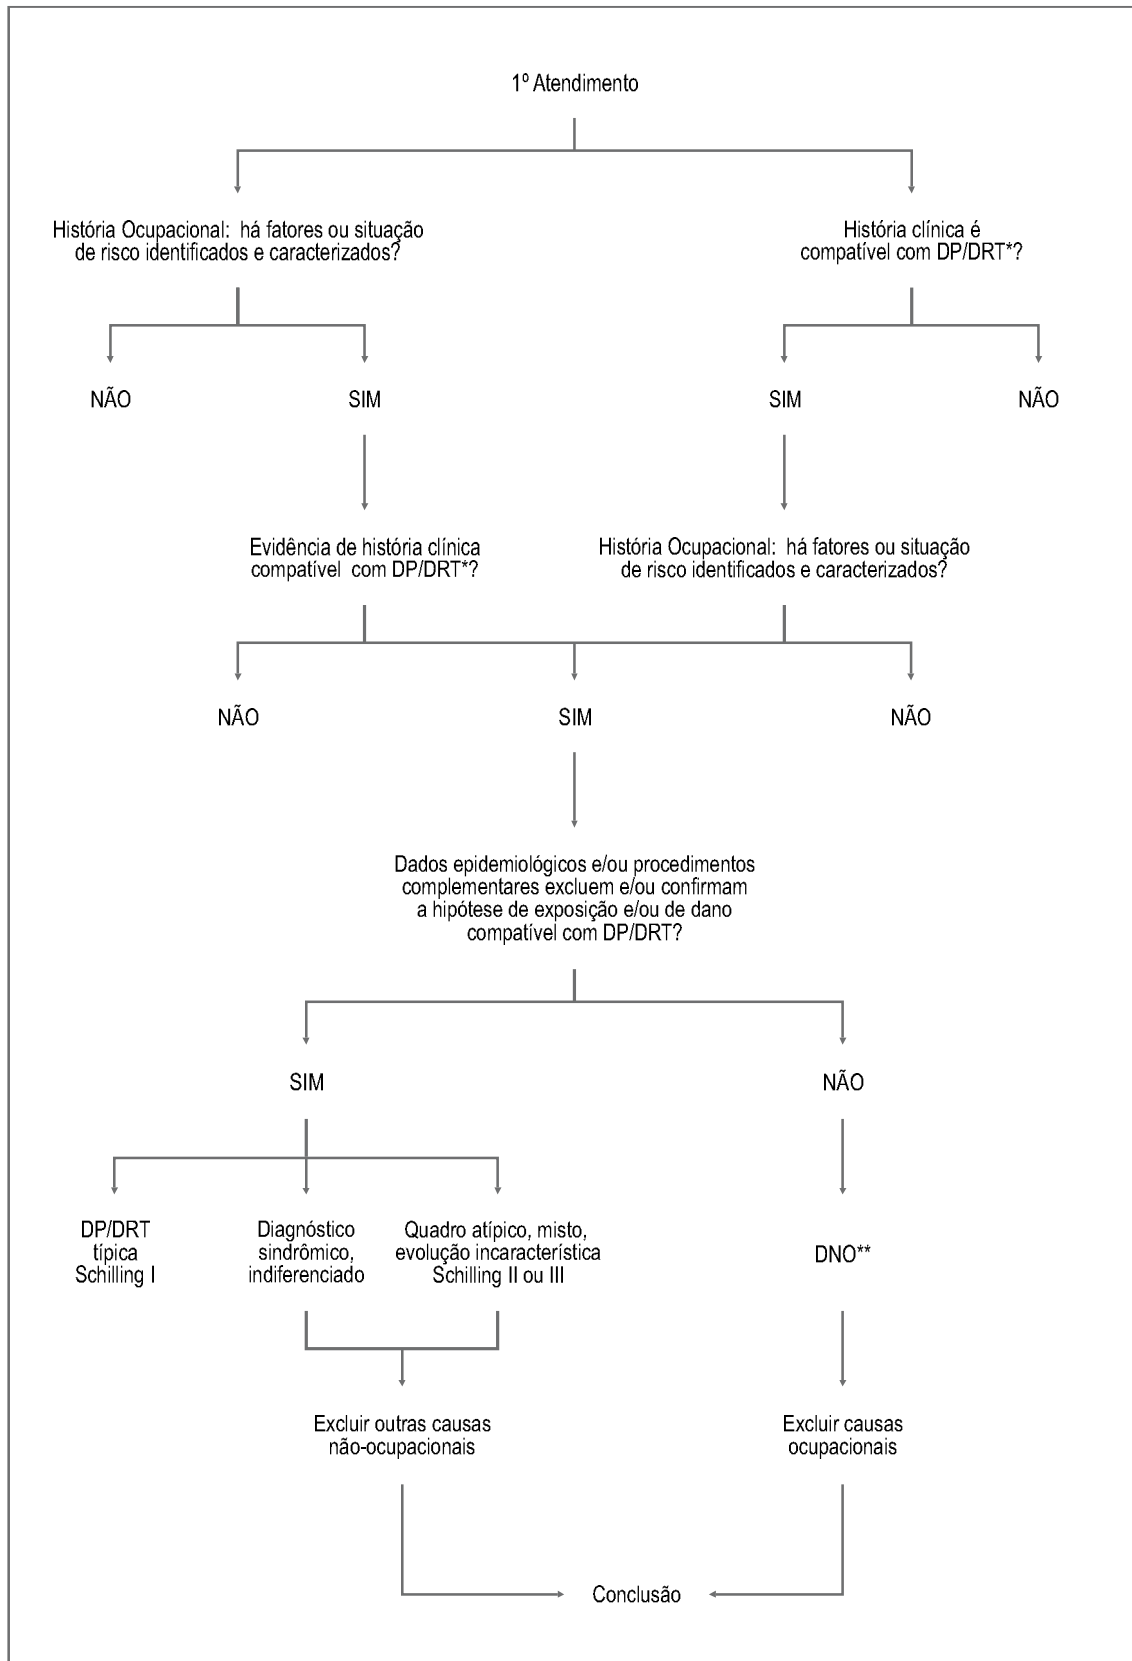 1º Atendimento
História Ocupacional: há fatores ou situação
de risco identificados e caracterizados?
História clínica é
compatível com DP/DRT*?
NÃO
SIM
SIM
NÃO
Evidência de história clínica
compatível com DP/DRT*?
História Ocupacional: há fatores ou situação
de risco identificados e caracterizados?
NÃO
SIM
NÃO
Dados epidemiológicos e/ou procedimentos
complementares excluem e/ou confirmam
a hipótese de exposição e/ou de dano
compatível com DP/DRT?
SIM
NÃO
DP/DRT
típica
Schilling I
Diagnóstico
sindrômico,
indiferenciado
Quadro atípico, misto,
evolução incaracterística
Schilling II ou III
DNO**
Excluir outras causas
não-ocupacionais
Excluir causas
ocupacionais
Conclusão